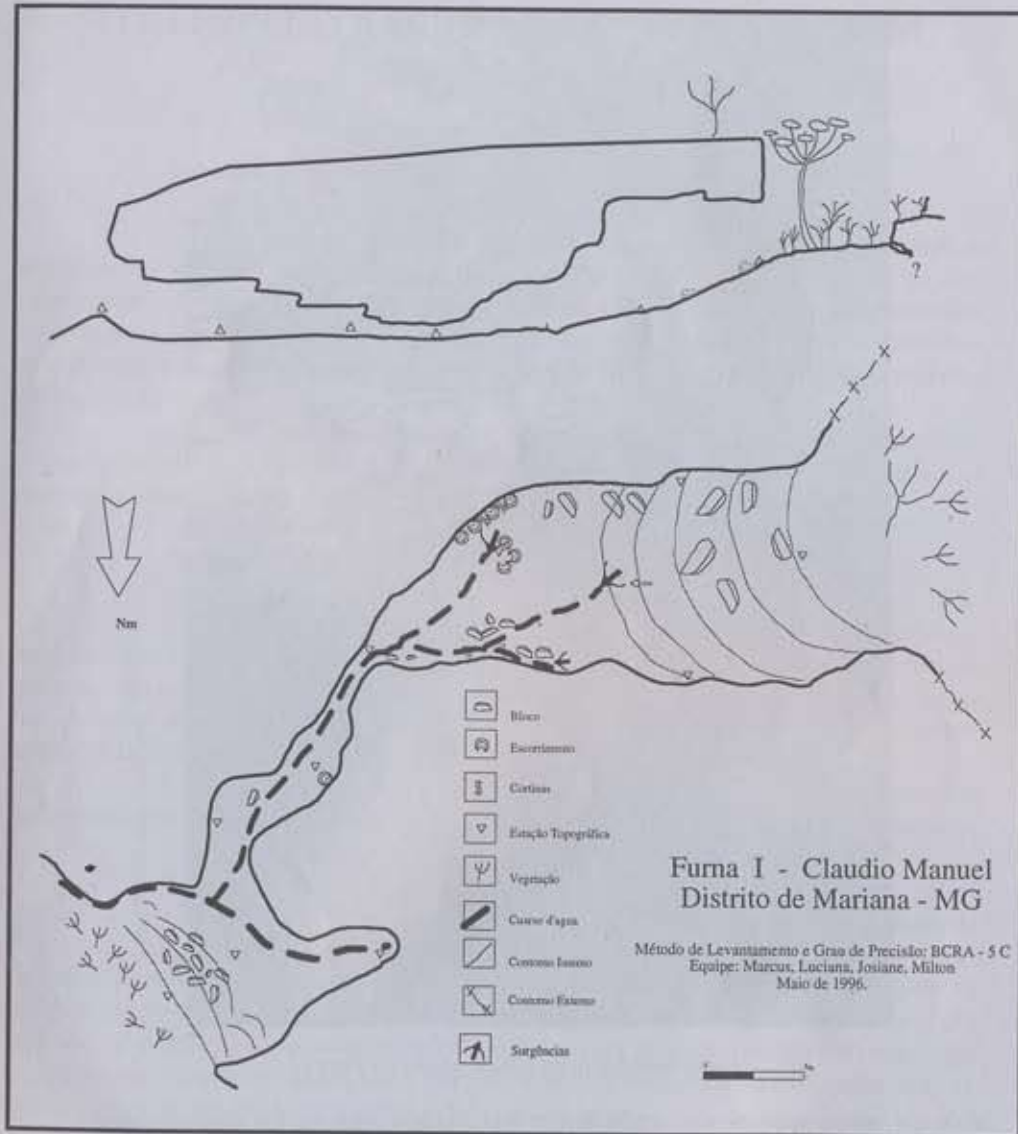 ?
Nm
Bloco
Escorrimento
Cortinas
Estação Topográfica
Vegetação
Curso d'agua
Contorno Interno
Contorno Externo
Surgências
Furna I - Claudio Manuel
Distrito de Mariana - MG
Método de Levantamento e Grau de Precisão: BCRA - 5 C
Equipe: Marcus, Luciana, Josiane, Milton
Maio de 1996.